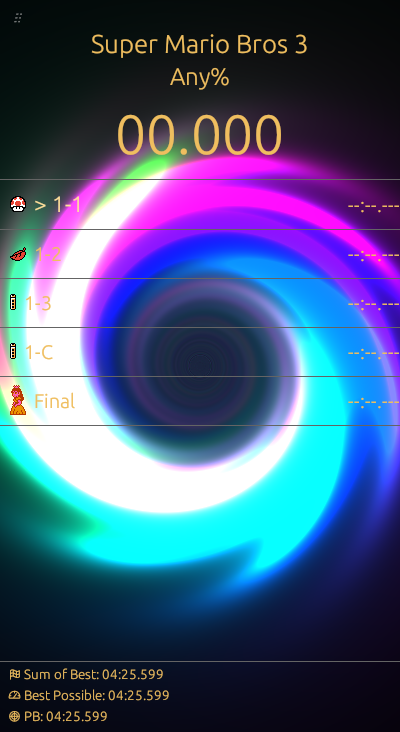 Super Mario Bros 3
Any%
00.000
> 1-1 --:--.---
1-2 --:--.---
1-3 --:--.---
1-C --:--.---
Final --:--.---
Sum of Best: 04:25.599
Best Possible: 04:25.599
PB: 04:25.599